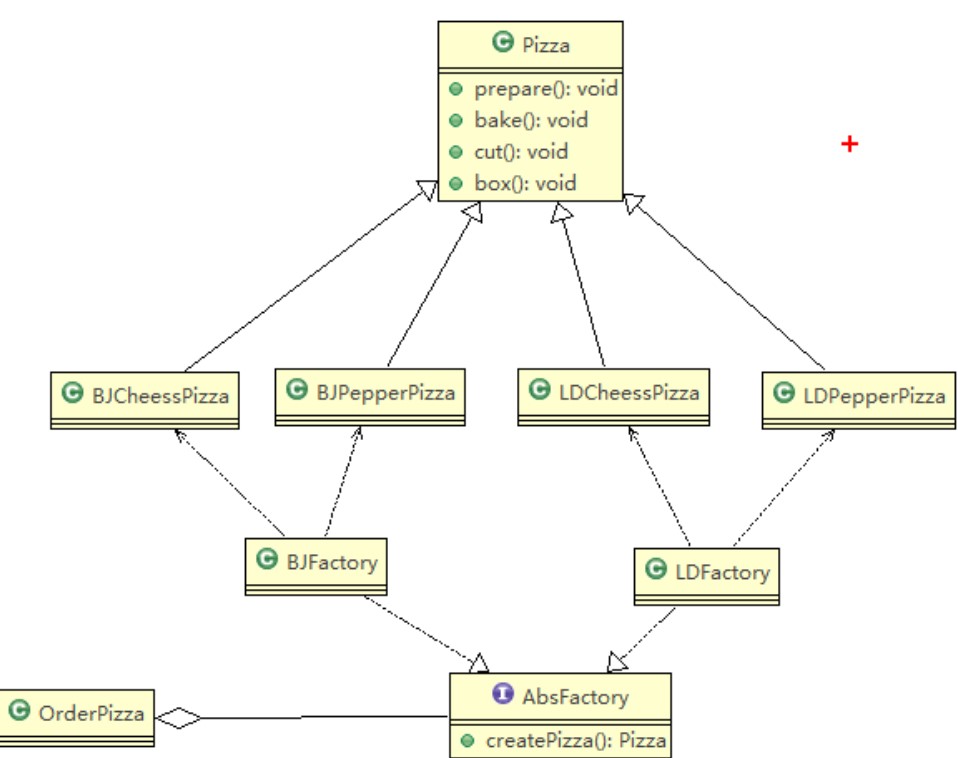 Pizza
prepare(): void
bake(): void
cut(): void
box(): void
BJCheessPizza
BJPepperPizza
LDCheessPizza
LDPepperPizza
BJFactory
LDFactory
AbsFactory
OrderPizza
createPizza(): Pizza